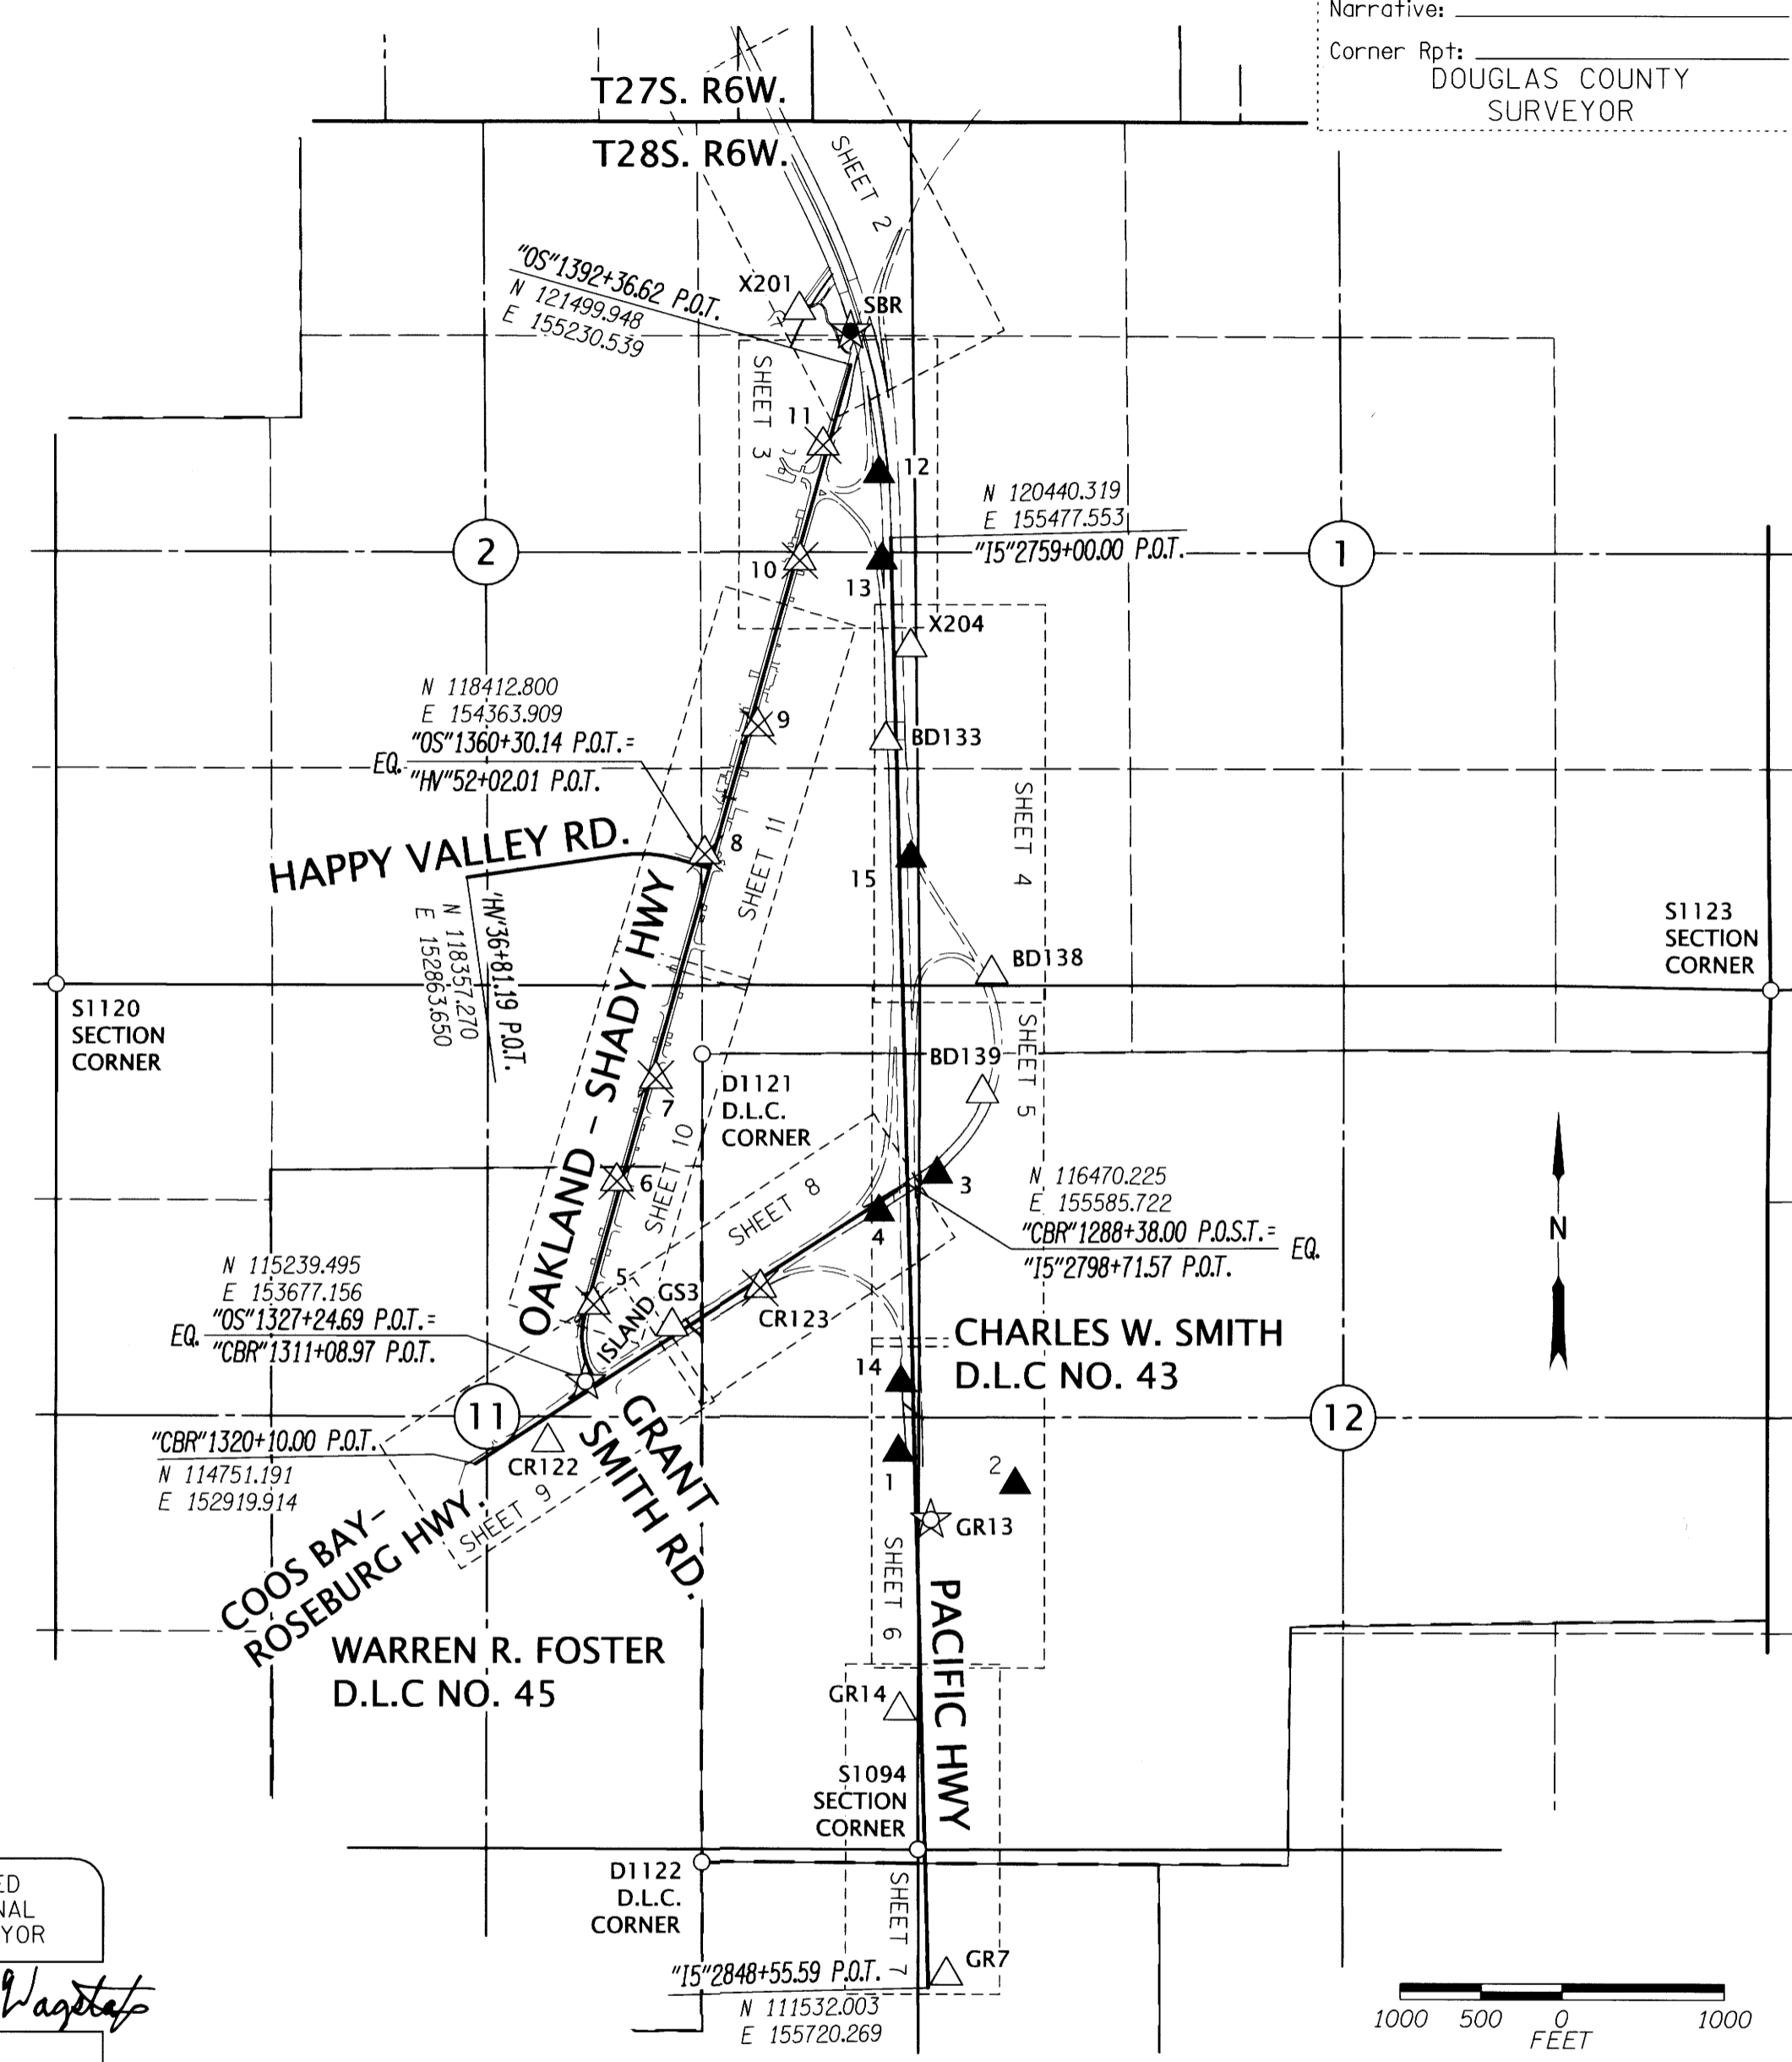 Narrative:
Corner Rpt:
DOUGLAS COUNTY
SURVEYOR
T27S. R6W.
T28S. R6W.
SHEET 2
"OS"1392+36.62 P.O.T.
N 121499.948
E 155230.539
X201
SBR
SHEET 3
11
12
N 120440.319
E 155477.553
"I5"2759+00.00 P.O.T.
2
1
10
13
X204
N 118412.800
E 154363.909
"OS"1360+30.14 P.O.T.=
EQ.
"HV"52+02.01 P.O.T.
9
BD133
HAPPY VALLEY RD.
8
SHEET 11
15
SHEET 4
"HV"36+81.19 P.O.T.
N 118357.270
E 152863.650
OAKLAND - SHADY HWY
BD138
S1123
SECTION
CORNER
S1120
SECTION
CORNER
SHEET 5
BD139
D1121
D.L.C.
CORNER
7
SHEET 10
6
SHEET 8
3
4
N 116470.225
E 155585.722
"CBR"1288+38.00 P.O.S.T.=
EQ.
"I5"2798+71.57 P.O.T.
N
N 115239.495
E 153677.156
"OS"1327+24.69 P.O.T.=
EQ.
"CBR"1311+08.97 P.O.T.
5
ISLAND
GS3
CR123
CHARLES W. SMITH
D.L.C NO. 43
14
11
12
GRANT
SMITH RD.
"CBR"1320+10.00 P.O.T.
N 114751.191
E 152919.914
CR122
SHEET 9
1
2
GR13
COOS BAY-
ROSEBURG HWY.
SHEET 6
PACIFIC HWY
WARREN R. FOSTER
D.L.C NO. 45
GR14
S1094
SECTION
CORNER
D1122
D.L.C.
CORNER
SHEET 7
GR7
"I5"2848+55.59 P.O.T.
N 111532.003
E 155720.269
ED
NAL
YOR
Wagstaff
1000 500 0 1000
FEET